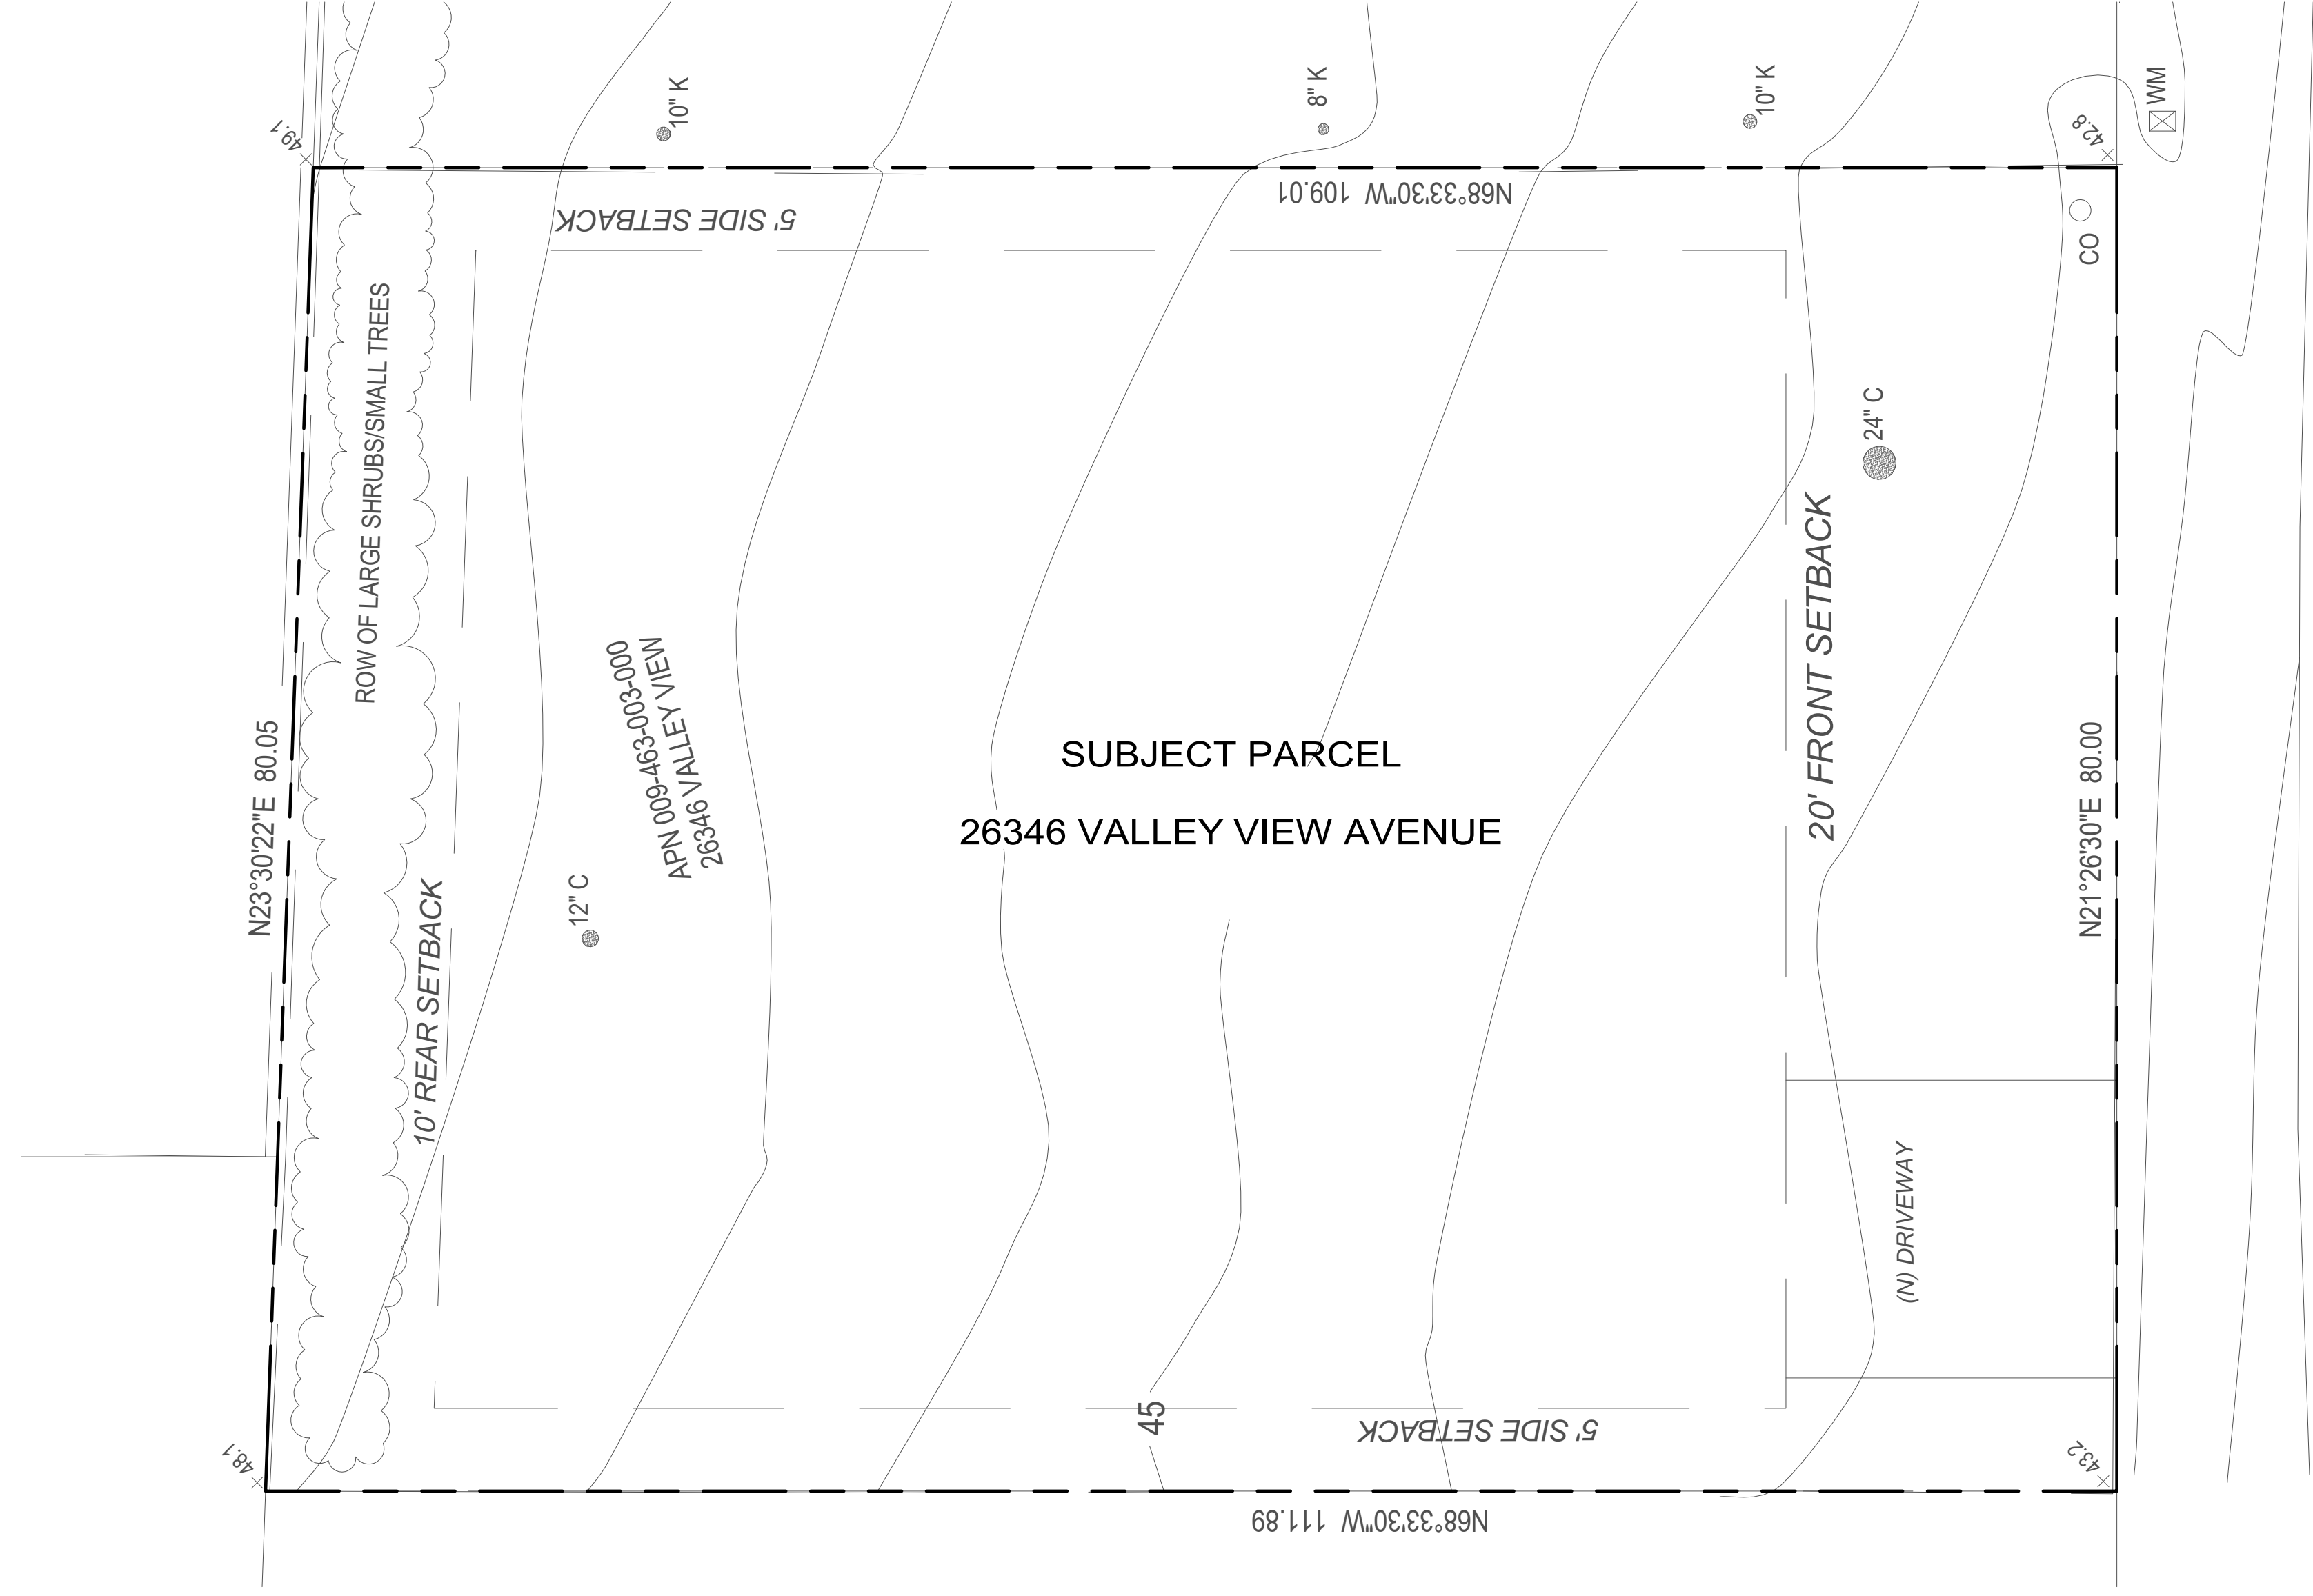 49.1
10" K
8" K
10" K
WM
42.8
N68°33'30"W 109.01
5' SIDE SETBACK
CO
ROW OF LARGE SHRUBS/SMALL TREES
24" C
20' FRONT SETBACK
N23°30'22"E 80.05
APN 009-463-003-000
26346 VALLEY VIEW
SUBJECT PARCEL
26346 VALLEY VIEW AVENUE
N21°26'30"E 80.00
12" C
10' REAR SETBACK
(N) DRIVEWAY
45
5' SIDE SETBACK
48.1
43.2
N68°33'30"W 111.89